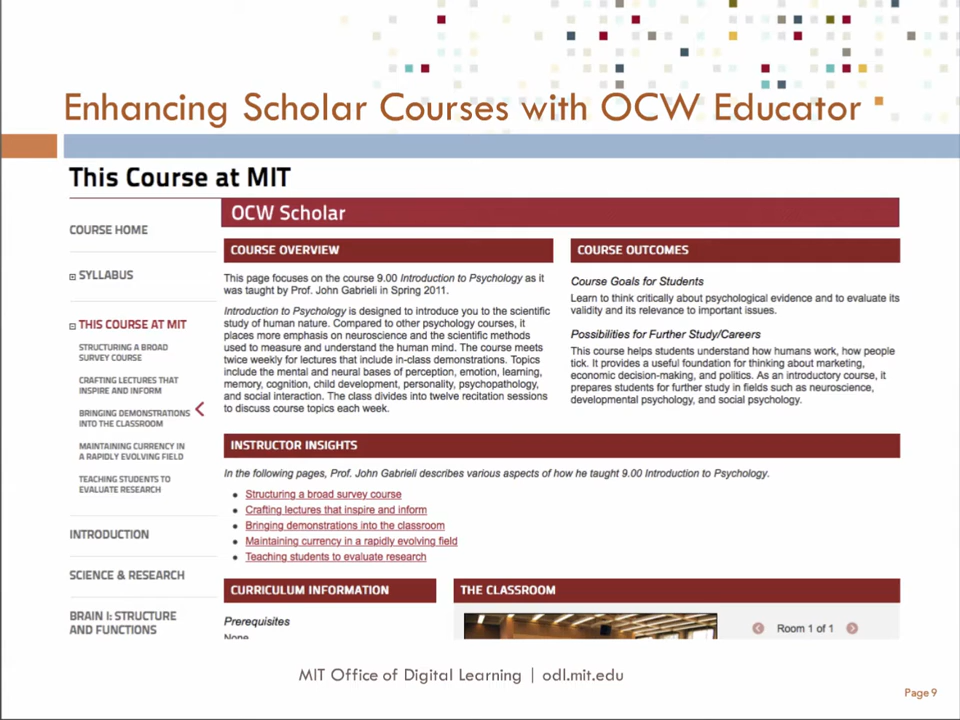 Enhancing Scholar Courses with OCW Educator
This Course at MIT
COURSE HOME
SYLLABUS
THIS COURSE AT MIT
STRUCTURING A BROAD
SURVEY COURSE
CRAFTING LECTURES THAT
INSPIRE AND INFORM
BRINGING DEMONSTRATIONS
INTO THE CLASSROOM
MAINTAINING CURRENCY IN
A RAPIDLY EVOLVING FIELD
TEACHING STUDENTS TO
EVALUATE RESEARCH
INTRODUCTION
SCIENCE & RESEARCH
BRAIN I: STRUCTURE
AND FUNCTIONS
OCW Scholar
COURSE OVERVIEW
This page focuses on the course 9.00 Introduction to Psychology as it
was taught by Prof. John Gabrieli in Spring 2011.
Introduction to Psychology is designed to introduce you to the scientific
study of human nature. Compared to other psychology courses, it
places more emphasis on neuroscience and the scientific methods
used to measure and understand the human mind. The course meets
twice weekly for lectures that include in-class demonstrations. Topics
include the mental and neural bases of perception, emotion, learning,
memory, cognition, child development, personality, psychopathology,
and social interaction. The class divides into twelve recitation sessions
to discuss course topics each week.
COURSE OUTCOMES
Course Goals for Students
Learn to think critically about psychological evidence and to evaluate its
validity and its relevance to important issues.
Possibilities for Further Study/Careers
This course helps students understand how humans work, how people
tick. It provides a useful foundation for thinking about marketing,
economic decision-making, and politics. As an introductory course, it
prepares students for further study in fields such as neuroscience,
developmental psychology, and social psychology.
INSTRUCTOR INSIGHTS
In the following pages, Prof. John Gabrieli describes various aspects of how he taught 9.00 Introduction to Psychology.
Structuring a broad survey course
Crafting lectures that inspire and inform
Bringing demonstrations into the classroom
Maintaining currency in a rapidly evolving field
Teaching students to evaluate research
CURRICULUM INFORMATION
Prerequisites
None
THE CLASSROOM
Room 1 of 1
MIT Office of Digital Learning | odl.mit.edu
Page 9